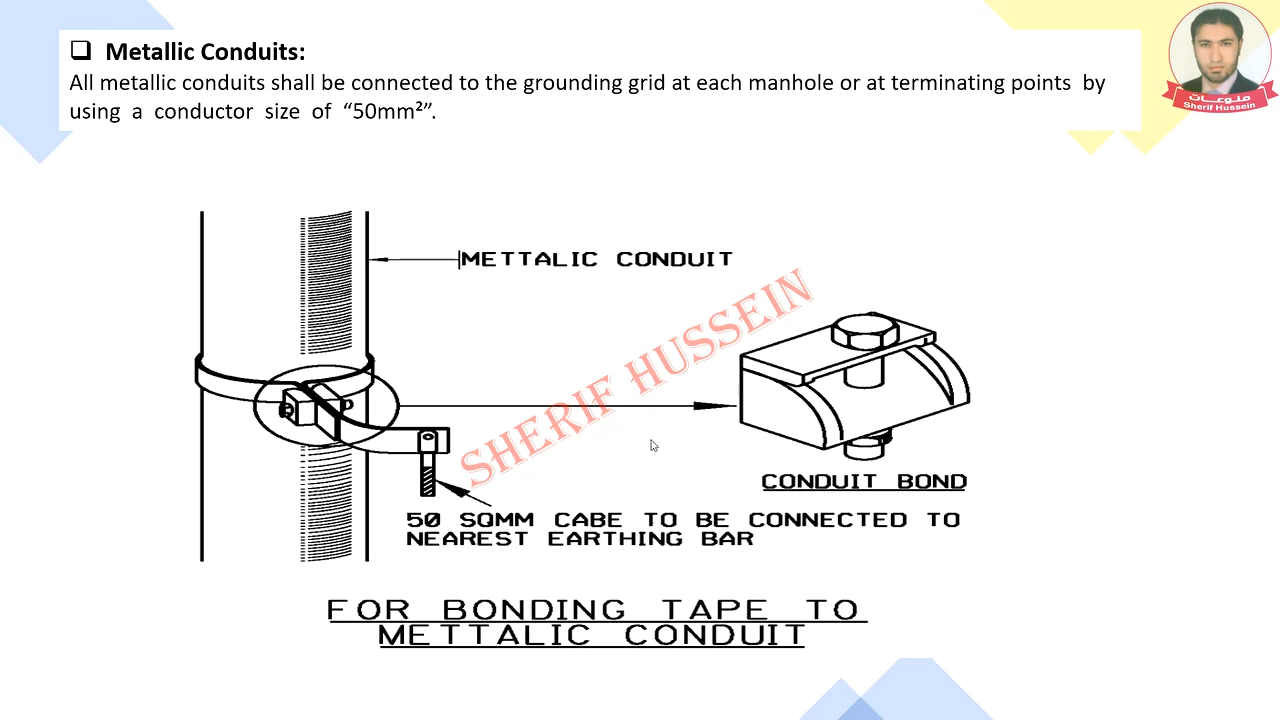 ❑ Metallic Conduits:
All metallic conduits shall be connected to the grounding grid at each manhole or at terminating points by
using a conductor size of “50mm²”.
منوعات
Sherif Hussein
METTALIC CONDUIT
SHERIF HUSSEIN
CONDUIT BOND
50 SQMM CABE TO BE CONNECTED TO
NEAREST EARTHING BAR
FOR BONDING TAPE TO
METTALIC CONDUIT